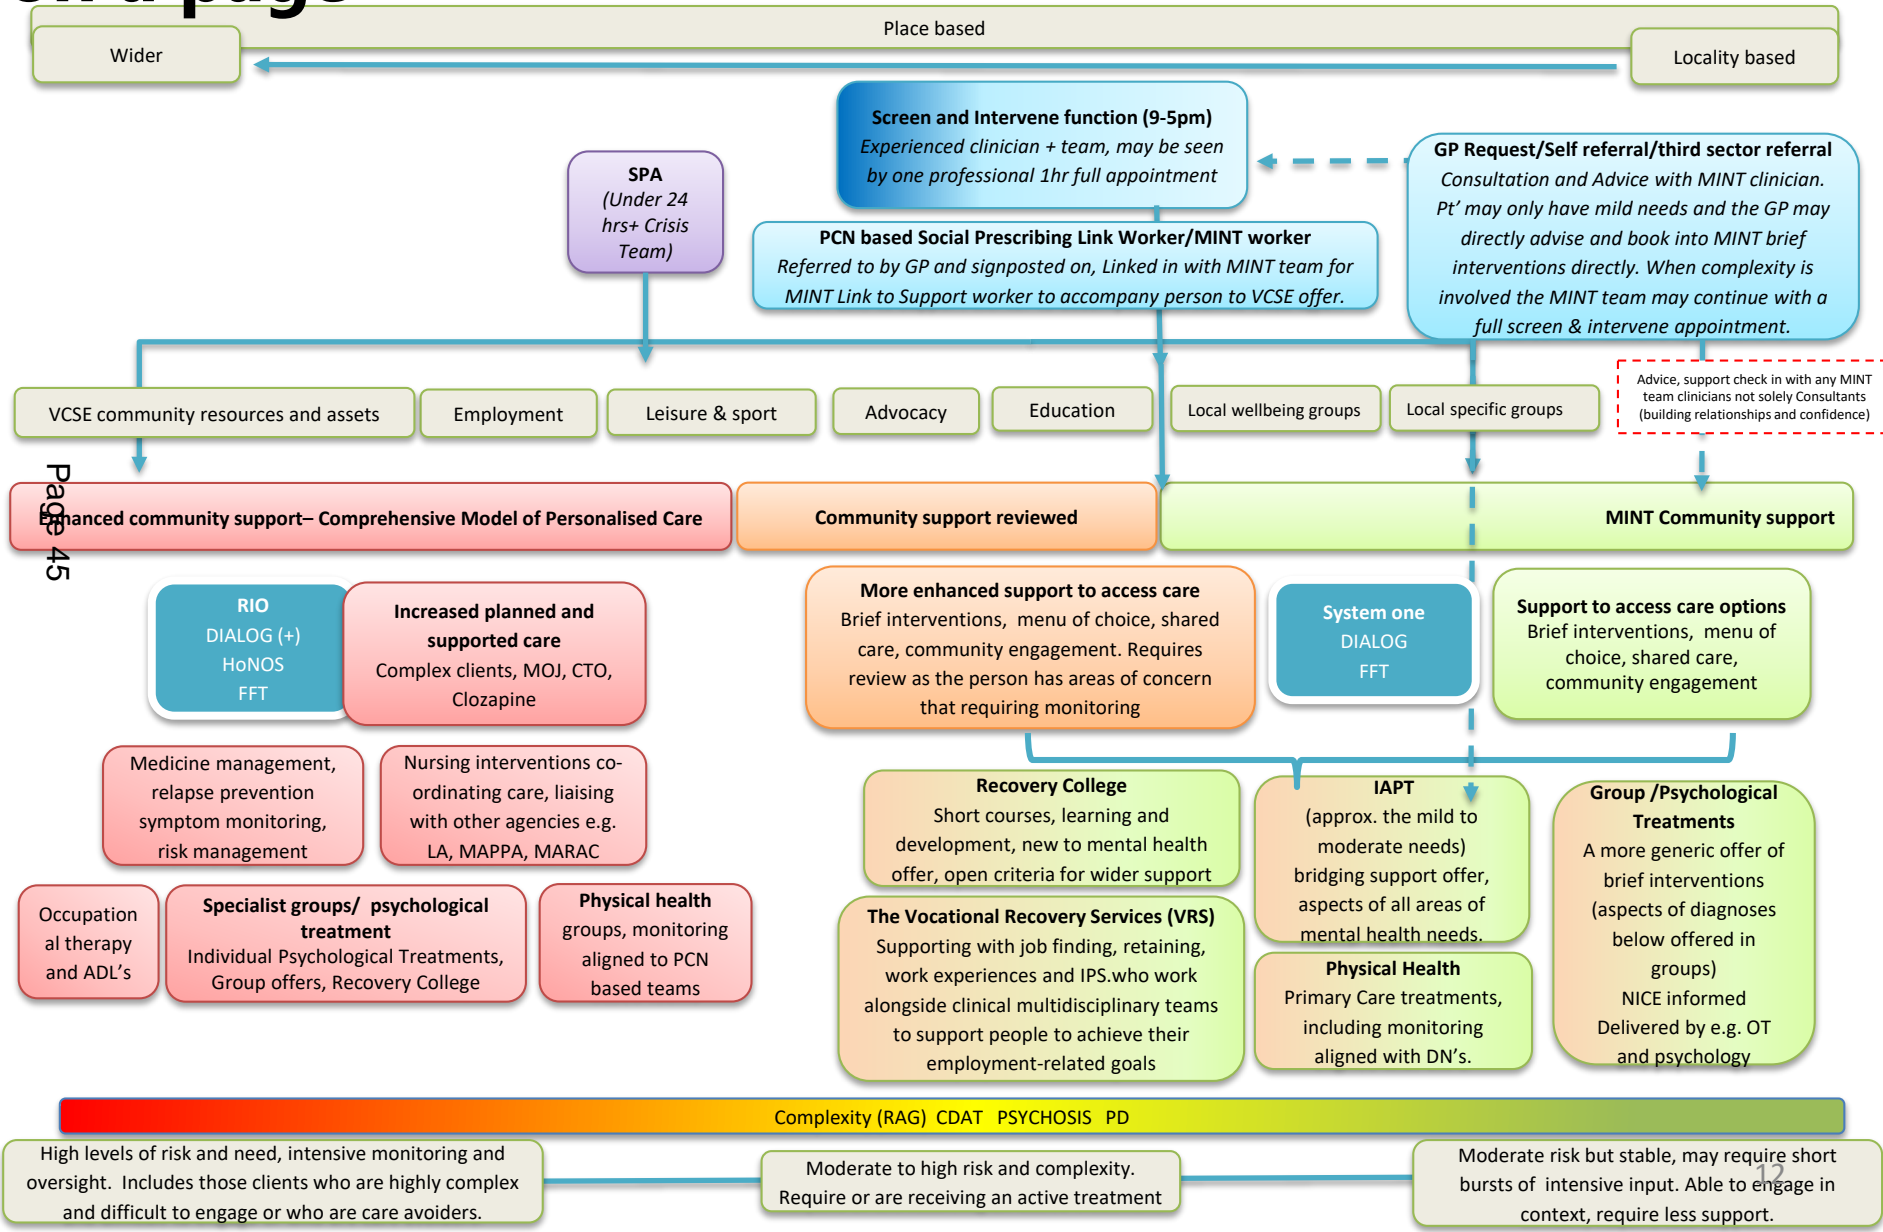 on a page
Place based
Wider
Locality based
Screen and Intervene function (9-5pm)
Experienced clinician + team, may be seen
by one professional 1hr full appointment
GP Request/Self referral/third sector referral
Consultation and Advice with MINT clinician.
Pt’ may only have mild needs and the GP may
directly advise and book into MINT brief
interventions directly. When complexity is
involved the MINT team may continue with a
full screen & intervene appointment.
SPA
(Under 24
hrs+ Crisis
Team)
PCN based Social Prescribing Link Worker/MINT worker
Referred to by GP and signposted on, Linked in with MINT team for
MINT Link to Support worker to accompany person to VCSE offer.
VCSE community resources and assets
Employment
Leisure & sport
Advocacy
Education
Local wellbeing groups
Local specific groups
Advice, support check in with any MINT
team clinicians not solely Consultants
(building relationships and confidence)
Page 45
Enhanced community support– Comprehensive Model of Personalised Care
Community support reviewed
MINT Community support
RIO
DIALOG (+)
HoNOS
FFT
Increased planned and
supported care
Complex clients, MOJ, CTO,
Clozapine
More enhanced support to access care
Brief interventions, menu of choice, shared
care, community engagement. Requires
review as the person has areas of concern
that requiring monitoring
System one
DIALOG
FFT
Support to access care options
Brief interventions, menu of
choice, shared care,
community engagement
Medicine management,
relapse prevention
symptom monitoring,
risk management
Nursing interventions co-
ordinating care, liaising
with other agencies e.g.
LA, MAPPA, MARAC
Recovery College
Short courses, learning and
development, new to mental health
offer, open criteria for wider support
IAPT
(approx. the mild to
moderate needs)
bridging support offer,
aspects of all areas of
mental health needs.
Group /Psychological
Treatments
A more generic offer of
brief interventions
(aspects of diagnoses
below offered in
groups)
NICE informed
Delivered by e.g. OT
and psychology
Occupation
al therapy
and ADL’s
Specialist groups/ psychological
treatment
Individual Psychological Treatments,
Group offers, Recovery College
Physical health
groups, monitoring
aligned to PCN
based teams
The Vocational Recovery Services (VRS)
Supporting with job finding, retaining,
work experiences and IPS.who work
alongside clinical multidisciplinary teams
to support people to achieve their
employment-related goals
Physical Health
Primary Care treatments,
including monitoring
aligned with DN’s.
Complexity (RAG) CDAT PSYCHOSIS PD
High levels of risk and need, intensive monitoring and
oversight. Includes those clients who are highly complex
and difficult to engage or who are care avoiders.
Moderate to high risk and complexity.
Require or are receiving an active treatment
Moderate risk but stable, may require short
bursts of intensive input. Able to engage in
context, require less support.
12